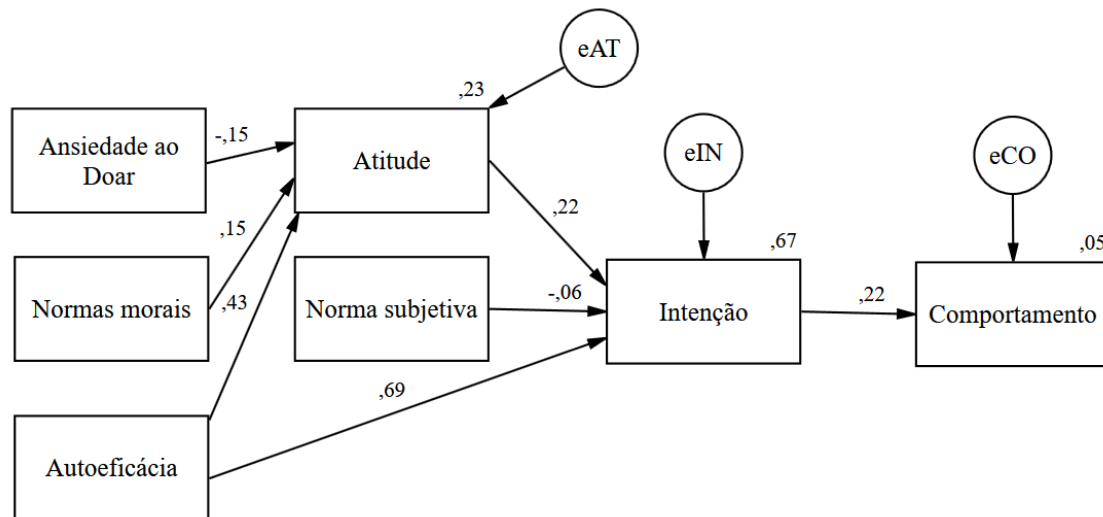 eAT
,23
Ansiedade ao
Doar
-,15
Atitude
eIN
eCO
,15
,22
,67
,05
Normas morais
,43
Norma subjetiva
-,06
Intenção
,22
Comportamento
,69
Autoeficácia